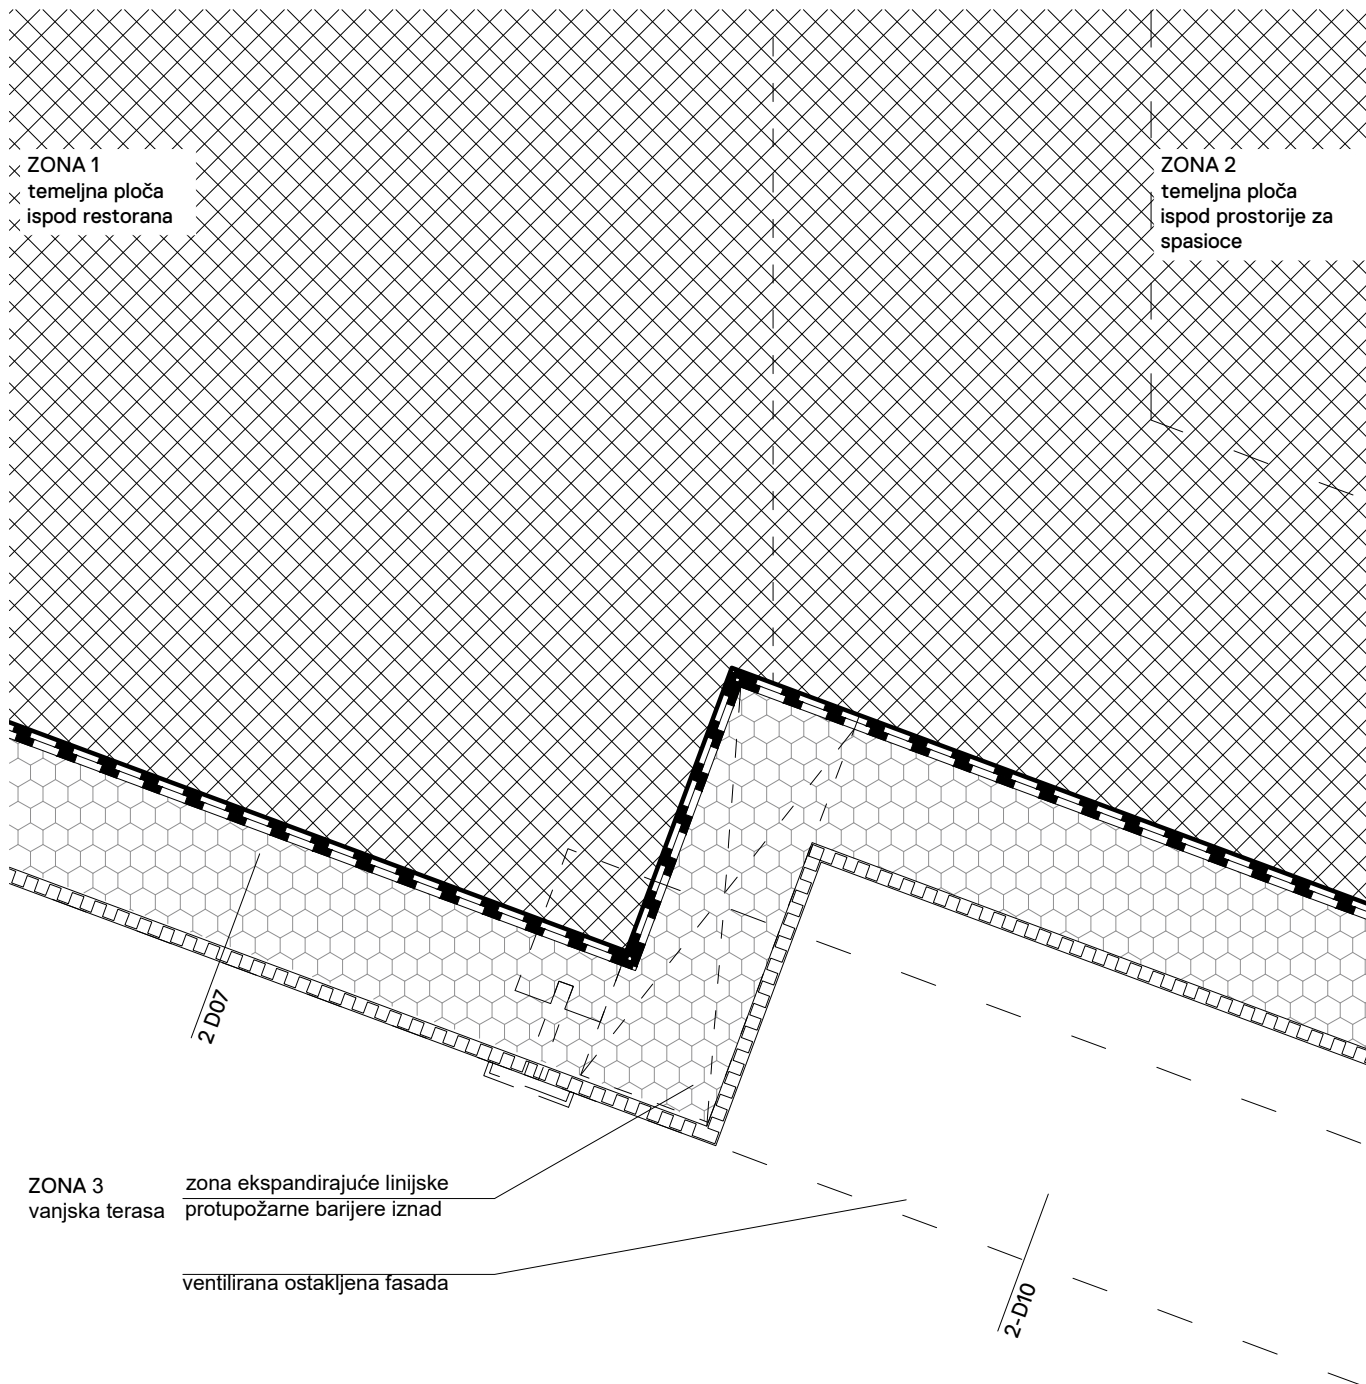 ZONA 1
temeljna ploča
ispod restorana
ZONA 2
temeljna ploča
ispod prostorije za
spasioce
2 D07
ZONA 3
vanjska terasa
zona ekspandirajuće linijske
protupožarne barijere iznad
ventilirana ostakljena fasada
2-D10